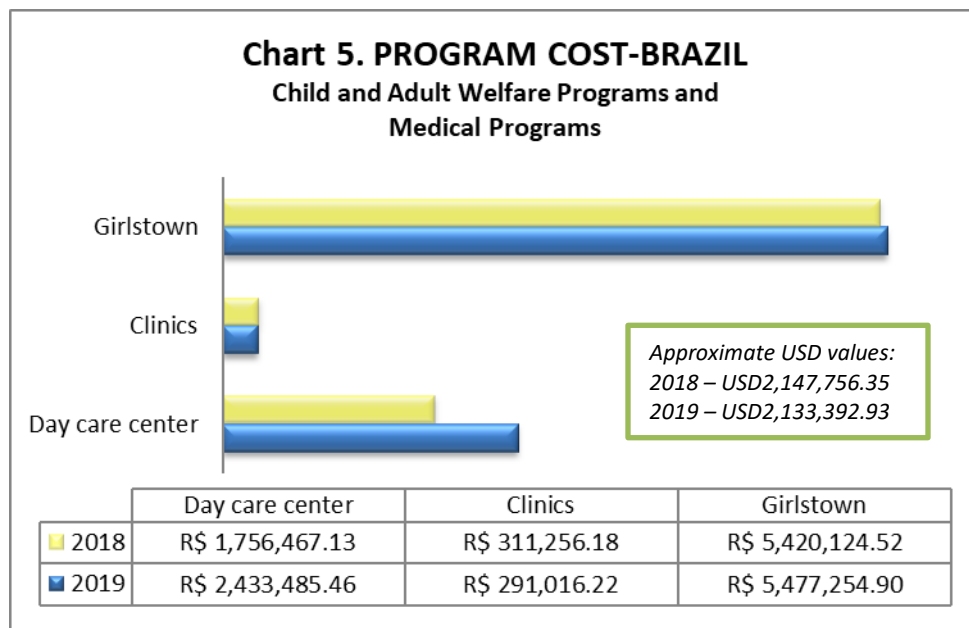 Chart 5. PROGRAM COST-BRAZIL
Child and Adult Welfare Programs and
Medical Programs
Girlstown
Clinics
Day care center
Approximate USD values:
2018 – USD2,147,756.35
2019 – USD2,133,392.93
Day care center Clinics Girlstown
2018 R$ 1,756,467.13 R$ 311,256.18 R$ 5,420,124.52
2019 R$ 2,433,485.46 R$ 291,016.22 R$ 5,477,254.90